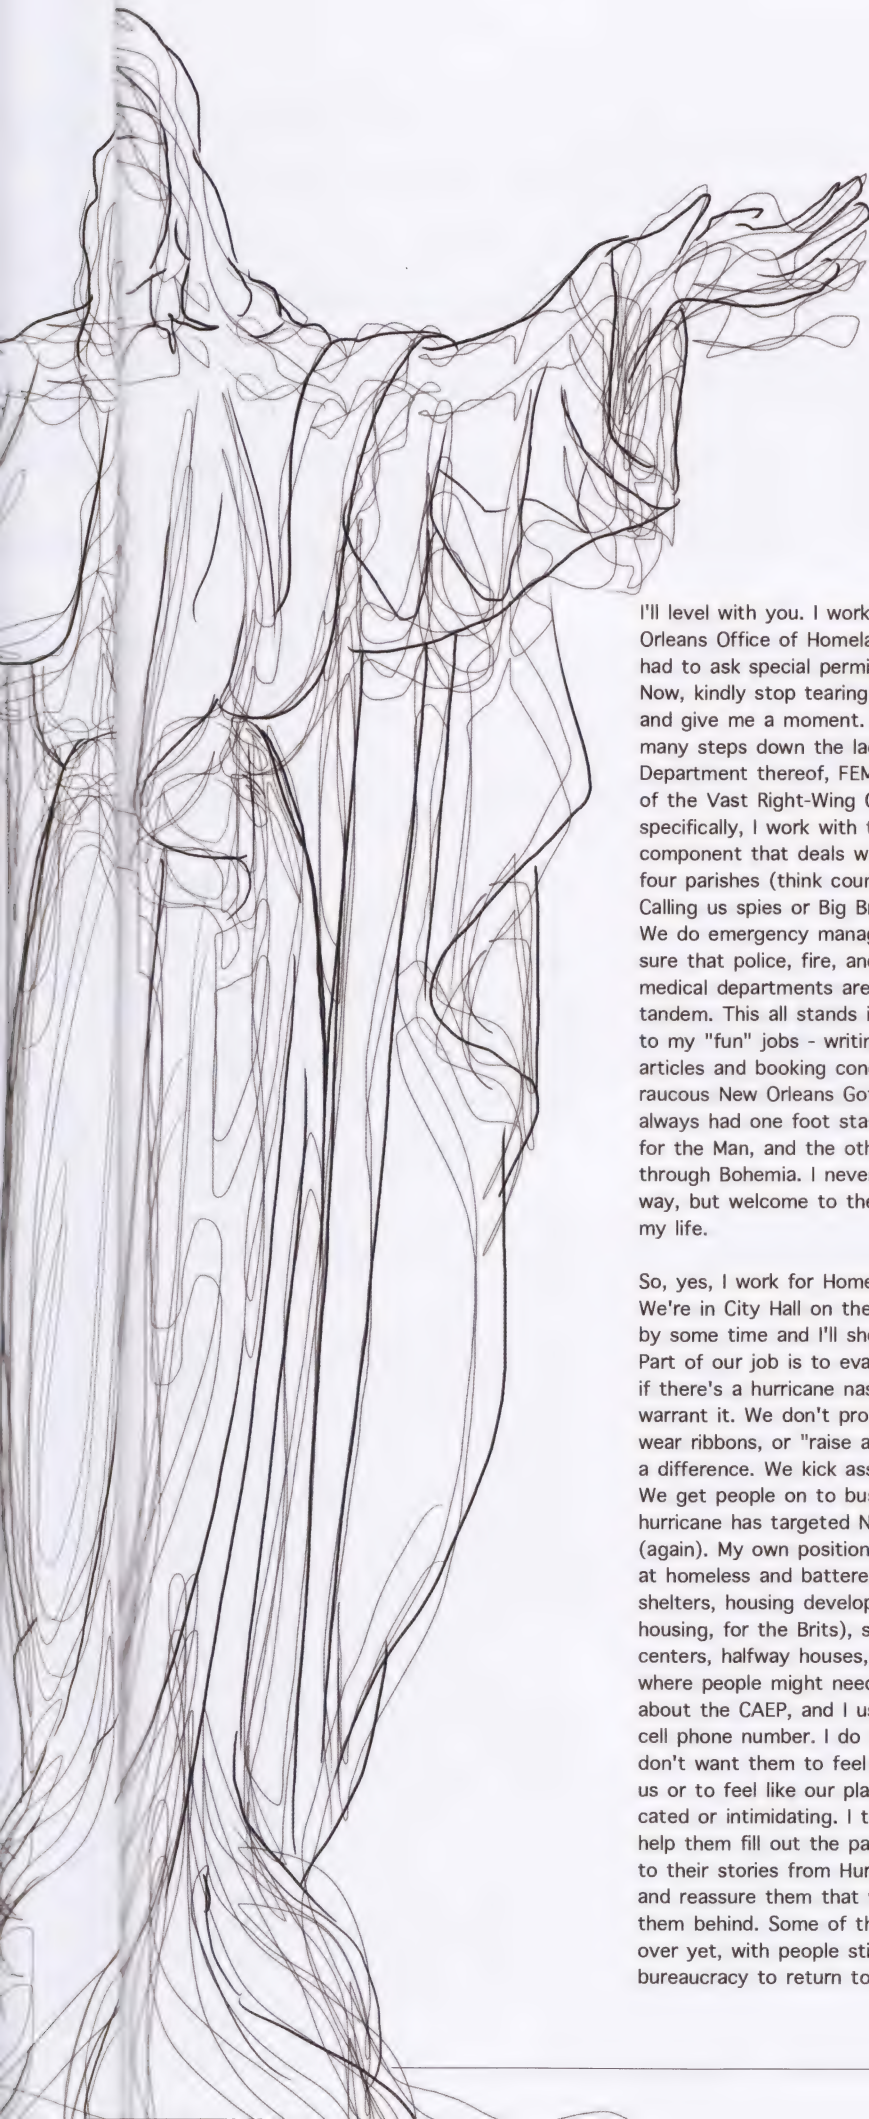 I'll level with you. I work
Orleans Office of Homela
had to ask special permi
Now, kindly stop tearing
and give me a moment.
many steps down the la
Department thereof, FEM
of the Vast Right-Wing
specifically, I work with
component that deals w
four parishes (think coun
Calling us spies or Big Br
We do emergency manag
sure that police, fire, and
medical departments are
tandem. This all stands i
to my "fun" jobs - writin
articles and booking con
raucous New Orleans Got
always had one foot sta
for the Man, and the oth
through Bohemia. I never
way, but welcome to the
my life.

So, yes, I work for Home
We're in City Hall on the
by some time and I'll sho
Part of our job is to eva
if there's a hurricane nas
warrant it. We don't pro
wear ribbons, or "raise a
a difference. We kick ass
We get people on to bus
hurricane has targeted N
(again). My own position
at homeless and battere
shelters, housing develop
housing, for the Brits), s
centers, halfway houses,
where people might need
about the CAEP, and I us
cell phone number. I do
don't want them to feel
us or to feel like our pla
cated or intimidating. I t
help them fill out the pa
to their stories from Hur
and reassure them that
them behind. Some of th
over yet, with people sti
bureaucracy to return to